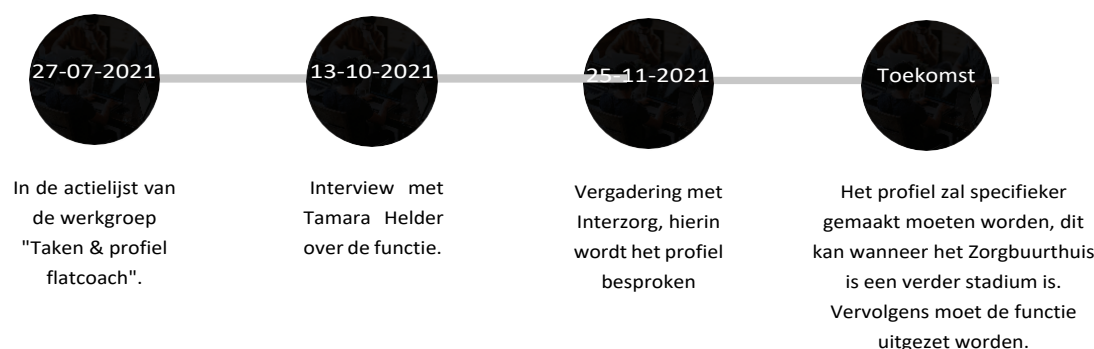 27-07-2021
In de actielijst van
de werkgroep
"Taken & profiel
flatcoach".
13-10-2021
Interview met
Tamara Helder
over de functie.
25-11-2021
Vergadering met
Interzorg, hierin
wordt het profiel
besproken
Toekomst
Het profiel zal specifieker
gemaakt moeten worden, dit
kan wanneer het Zorgbuurthuis
is een verder stadium is.
Vervolgens moet de functie
uitgezet worden.